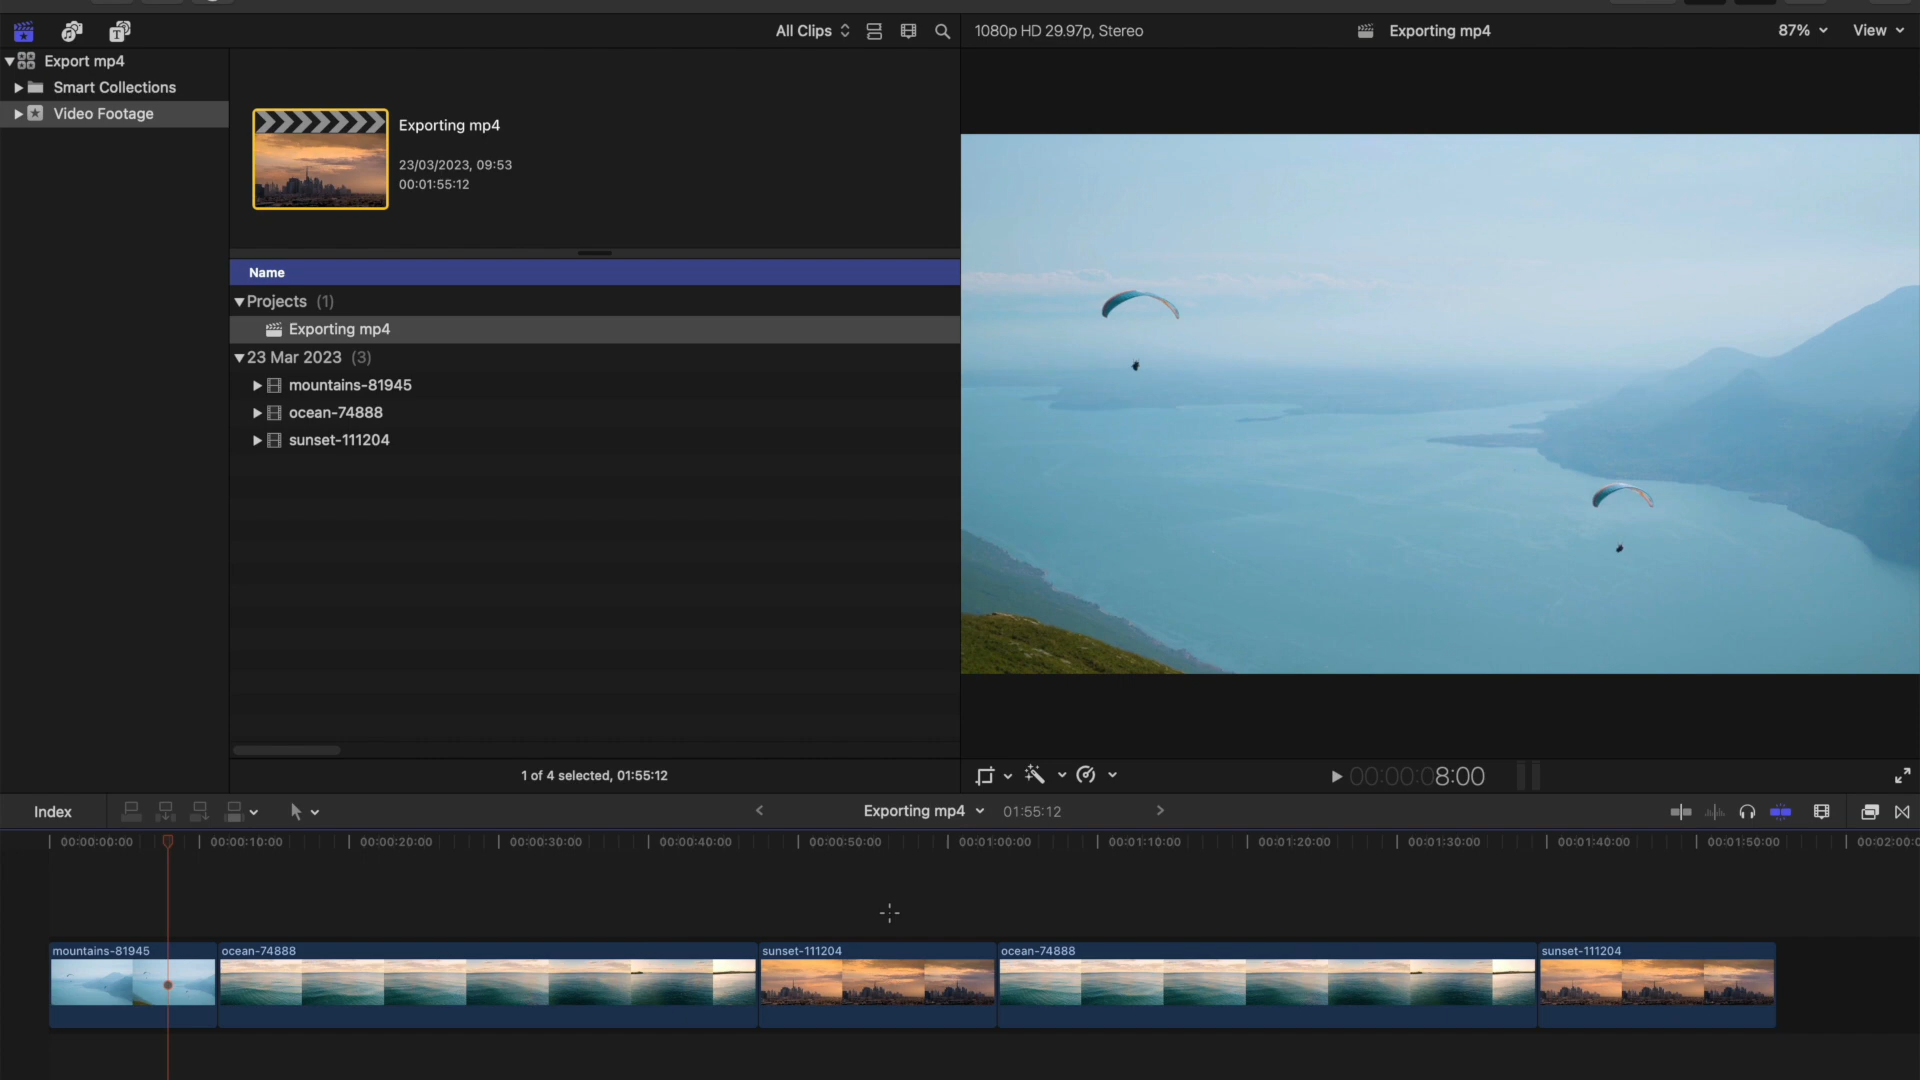 All Clips
1080p HD 29.97p, Stereo
Exporting mp4
87%
View
Export mp4
Smart Collections
Video Footage
Exporting mp4
23/03/2023, 09:53
00:01:55:12
Name
Projects (1)
Exporting mp4
23 Mar 2023 (3)
mountains-81945
ocean-74888
sunset-111204
1 of 4 selected, 01:55:12
00:00:08:00
Index
Exporting mp4
01:55:12
00:00:00:00 00:00:10:00 00:00:20:00 00:00:30:00 00:00:40:00 00:00:50:00 00:01:00:00 00:01:10:00 00:01:20:00 00:01:30:00 00:01:40:00 00:01:50:00 00:02:00:0
mountains-81945 ocean-74888 sunset-111204 ocean-74888 sunset-111204